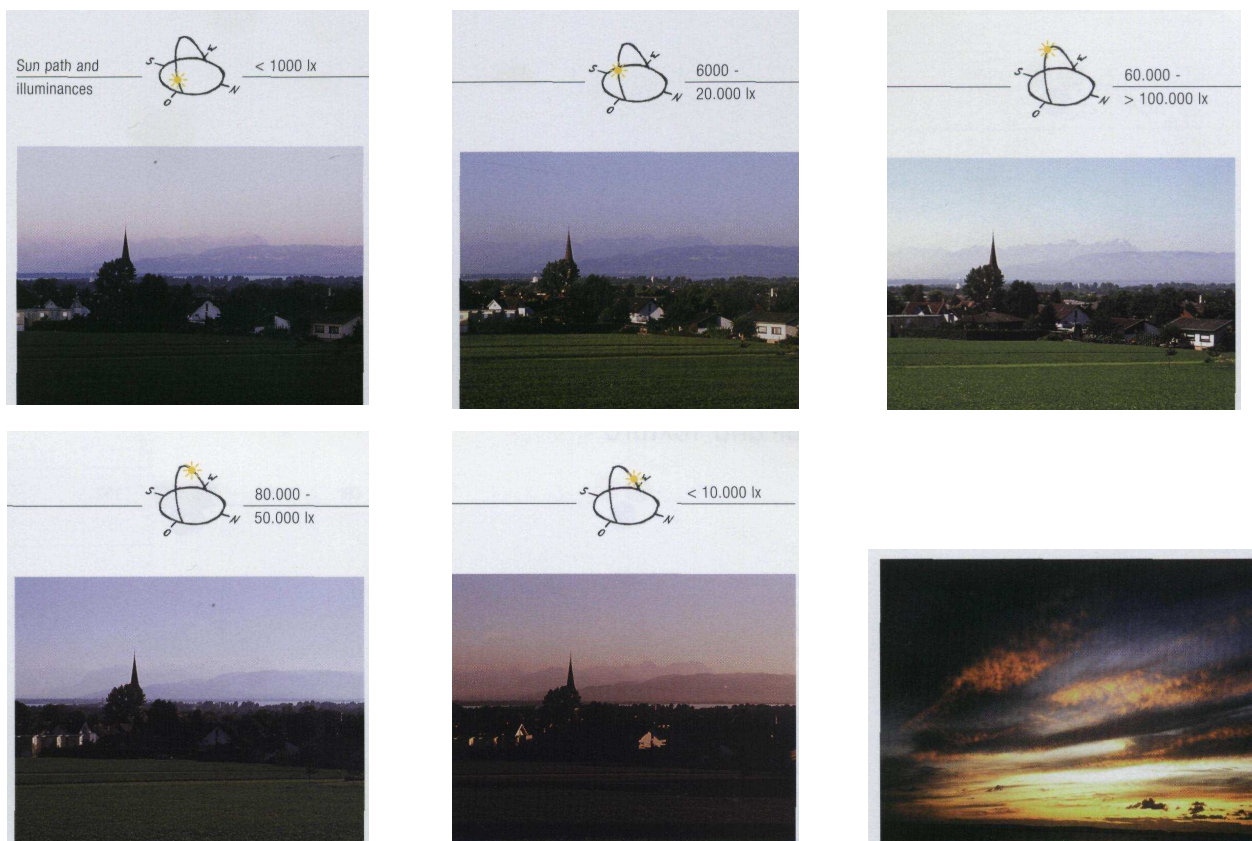 Sun path and
illuminances
S
W
N
O
< 1000 lx
S
W
N
O
6000 -
20.000 lx
S
W
N
O
60.000 -
> 100.000 lx
S
W
N
O
80.000 -
50.000 lx
S
W
N
O
< 10.000 lx